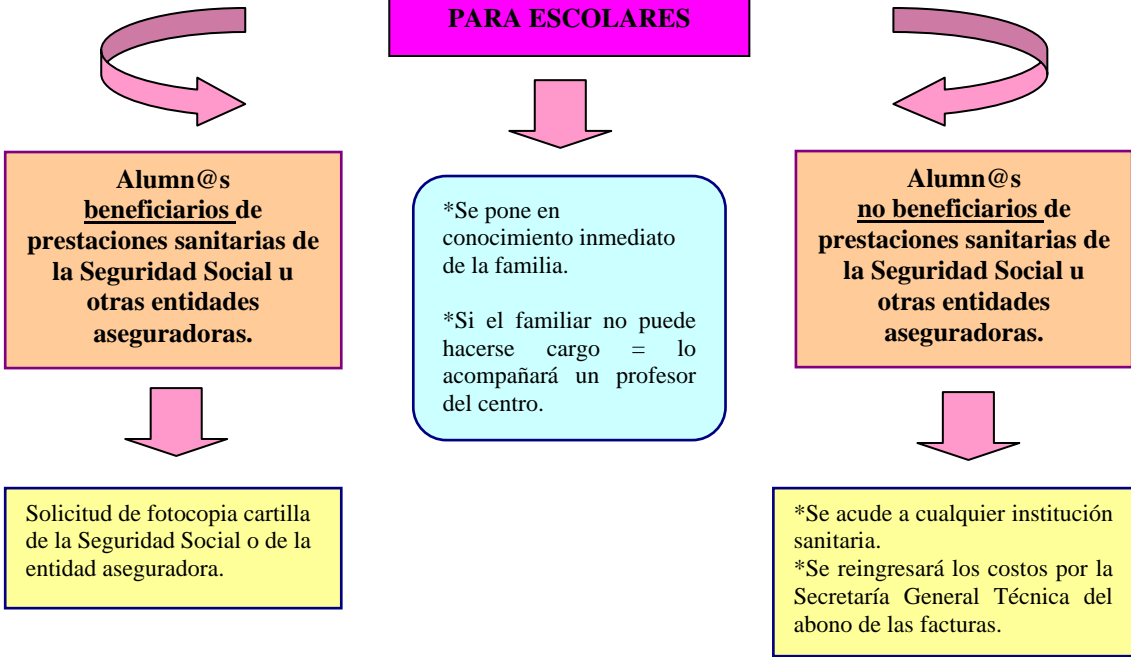 PARA ESCOLARES
Alumn@s
beneficiarios de
prestaciones sanitarias de
la Seguridad Social u
otras entidades
aseguradoras.
Solicitud de fotocopia cartilla
de la Seguridad Social o de la
entidad aseguradora.
*Se pone en
conocimiento inmediato
de la familia.
*Si el familiar no puede
hacerse cargo = lo
acompañará un profesor
del centro.
Alumn@s
no beneficiarios de
prestaciones sanitarias de
la Seguridad Social u
otras entidades
aseguradoras.
*Se acude a cualquier institución
sanitaria.
*Se reingresará los costos por la
Secretaría General Técnica del
abono de las facturas.